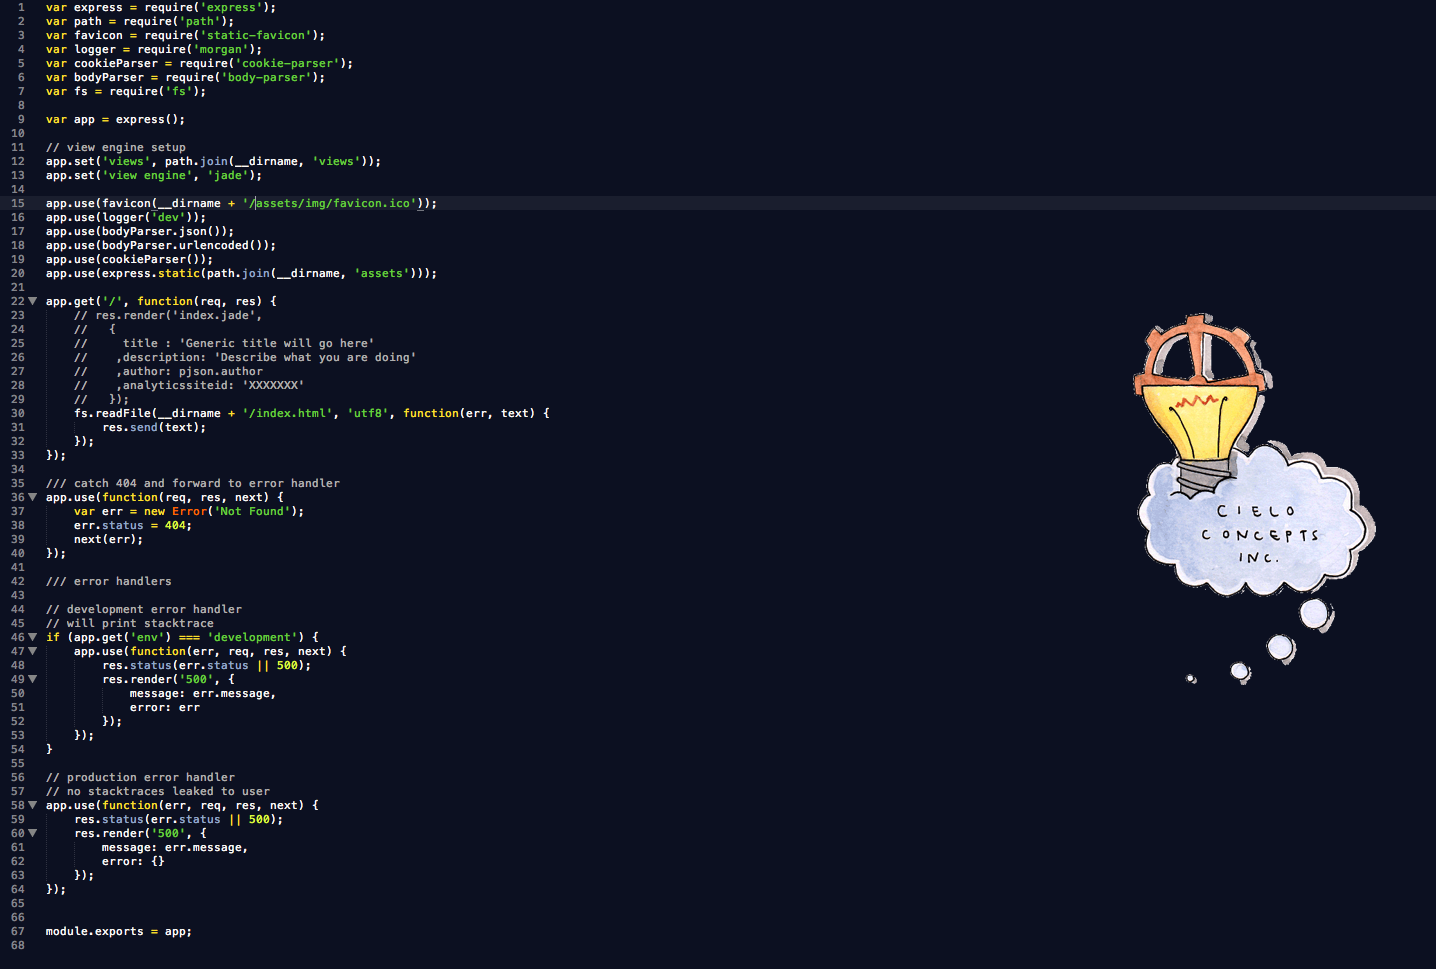 1 var express = require('express');
2 var path = require('path');
3 var favicon = require('static-favicon');
4 var logger = require('morgan');
5 var cookieParser = require('cookie-parser');
6 var bodyParser = require('body-parser');
7 var fs = require('fs');
8
9 var app = express();
10
11 // view engine setup
12 app.set('views', path.join(__dirname, 'views'));
13 app.set('view engine', 'jade');
14
15 app.use(favicon(__dirname + '/assets/img/favicon.ico'));
16 app.use(logger('dev'));
17 app.use(bodyParser.json());
18 app.use(bodyParser.urlencoded());
19 app.use(cookieParser());
20 app.use(express.static(path.join(__dirname, 'assets')));
21
22 app.get('/', function(req, res) {
23     // res.render('index.jade',
24     //   {
25     //     title : 'Generic title will go here'
26     //    ,description: 'Describe what you are doing'
27     //    ,author: pjson.author
28     //    ,analyticssiteid: 'XXXXXXX'
29     //   });
30     fs.readFile(__dirname + '/index.html', 'utf8', function(err, text) {
31         res.send(text);
32     });
33 });
34
35 /// catch 404 and forward to error handler
36 app.use(function(req, res, next) {
37     var err = new Error('Not Found');
38     err.status = 404;
39     next(err);
40 });
41
42 /// error handlers
43
44 // development error handler
45 // will print stacktrace
46 if (app.get('env') === 'development') {
47     app.use(function(err, req, res, next) {
48         res.status(err.status || 500);
49         res.render('500', {
50             message: err.message,
51             error: err
52         });
53     });
54 }
55
56 // production error handler
57 // no stacktraces leaked to user
58 app.use(function(err, req, res, next) {
59     res.status(err.status || 500);
60     res.render('500', {
61         message: err.message,
62         error: {}
63     });
64 });
65
66
67 module.exports = app;
68
CIELO
CONCEPTS
INC.